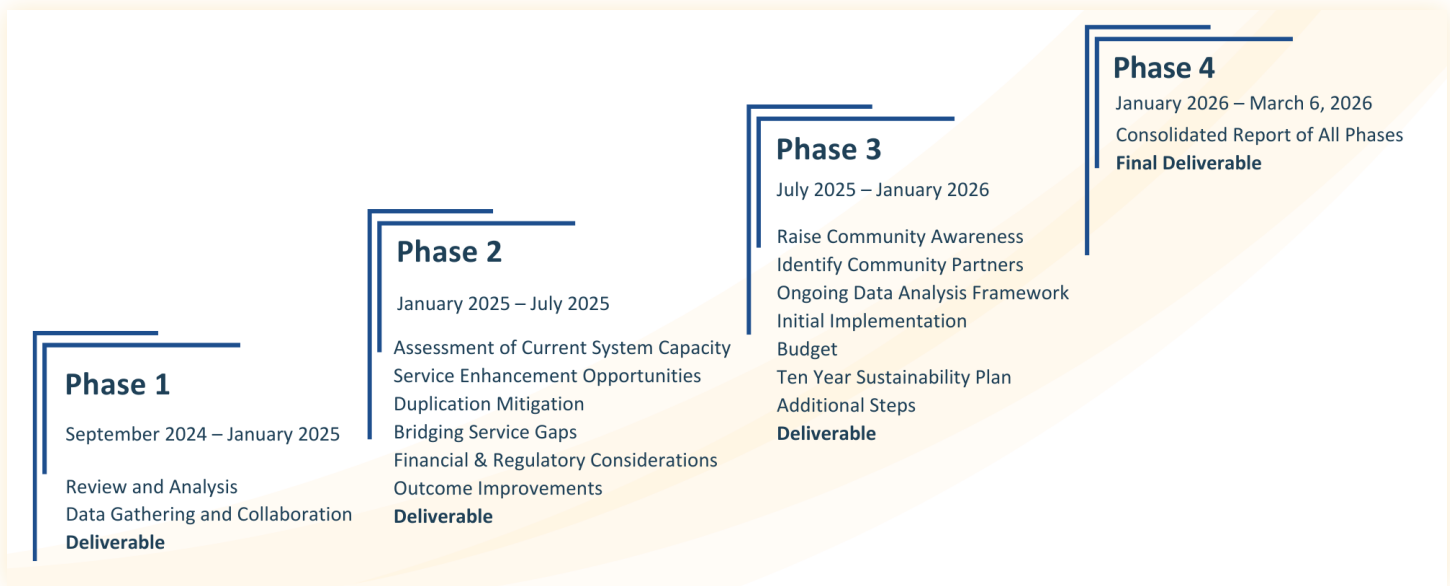 Phase 1
September 2024 – January 2025
Review and Analysis
Data Gathering and Collaboration
Deliverable
Phase 2
January 2025 – July 2025
Assessment of Current System Capacity
Service Enhancement Opportunities
Duplication Mitigation
Bridging Service Gaps
Financial & Regulatory Considerations
Outcome Improvements
Deliverable
Phase 3
July 2025 – January 2026
Raise Community Awareness
Identify Community Partners
Ongoing Data Analysis Framework
Initial Implementation
Budget
Ten Year Sustainability Plan
Additional Steps
Deliverable
Phase 4
January 2026 – March 6, 2026
Consolidated Report of All Phases
Final Deliverable